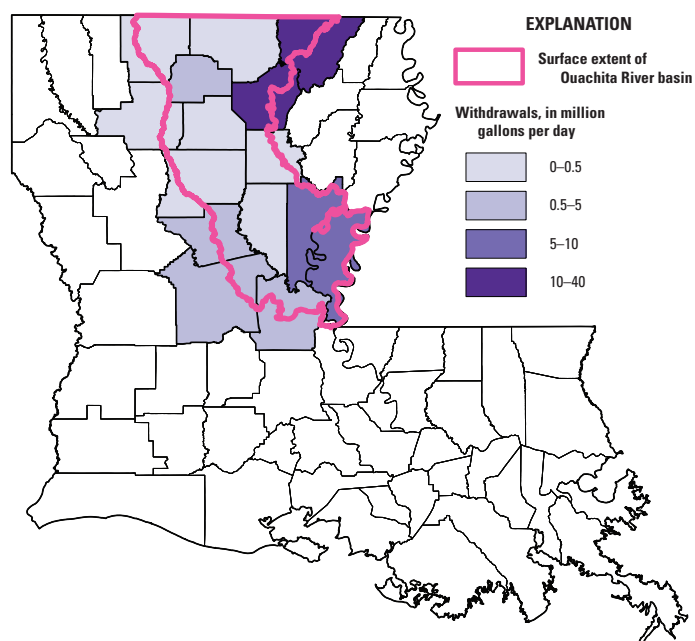 EXPLANATION
Surface extent of
Ouachita River basin
Withdrawals, in million
gallons per day
0–0.5
0.5–5
5–10
10–40